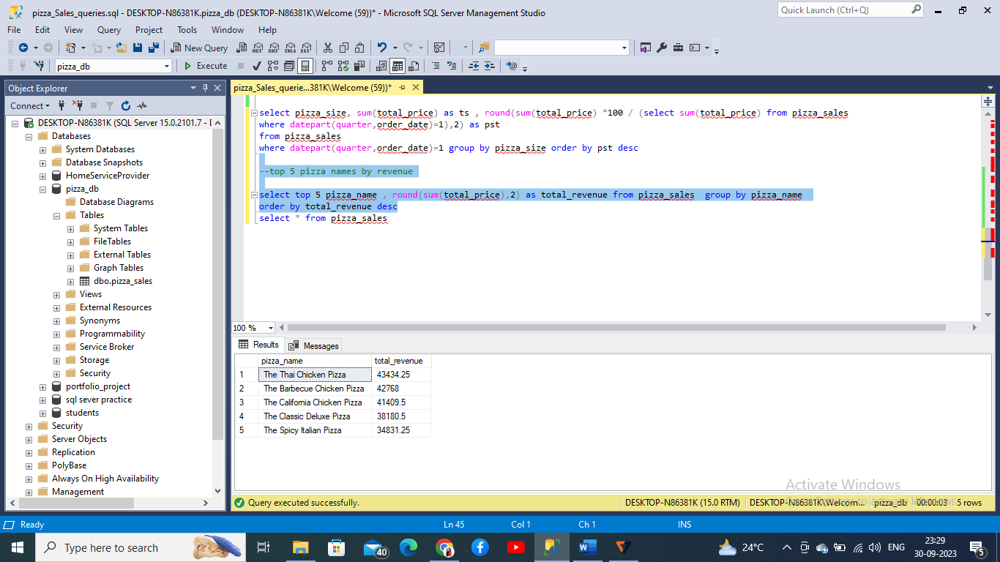 pizza_Sales_queries.sql - DESKTOP-N86381K.pizza_db (DESKTOP-N86381K\Welcome (59))* - Microsoft SQL Server Management Studio
Quick Launch (Ctrl+Q)
File Edit View Query Project Tools Window Help
New Query MDX DMX XMLA DAX
pizza_db Execute
Object Explorer
Connect
DESKTOP-N86381K (SQL Server 15.0.2101.7 - D
Databases
System Databases
Database Snapshots
HomeServiceProvider
pizza_db
Database Diagrams
Tables
System Tables
FileTables
External Tables
Graph Tables
dbo.pizza_sales
Views
External Resources
Synonyms
Programmability
Service Broker
Storage
Security
portfolio_project
sql sever practice
students
Security
Server Objects
Replication
PolyBase
Always On High Availability
Management
pizza_Sales_querie...381K\Welcome (59))*
select pizza_size, sum(total_price) as ts , round(sum(total_price) *100 / (select sum(total_price) from pizza_sales
where datepart(quarter,order_date)=1),2) as pst
from pizza_sales
where datepart(quarter,order_date)=1 group by pizza_size order by pst desc
--top 5 pizza names by revenue
select top 5 pizza_name , round(sum(total_price),2) as total_revenue from pizza_sales  group by pizza_name
order by total_revenue desc
select * from pizza_sales
100 %
Results Messages
pizza_name total_revenue
1 The Thai Chicken Pizza 43434.25
2 The Barbecue Chicken Pizza 42768
3 The California Chicken Pizza 41409.5
4 The Classic Deluxe Pizza 38180.5
5 The Spicy Italian Pizza 34831.25
Activate Windows
Go to Settings to activate Windows.
Query executed successfully. DESKTOP-N86381K (15.0 RTM) DESKTOP-N86381K\Welcom... pizza_db 00:00:03 5 rows
Ready Ln 45 Col 1 Ch 1 INS
Type here to search 40 24°C ENG 23:29
30-09-2023 5